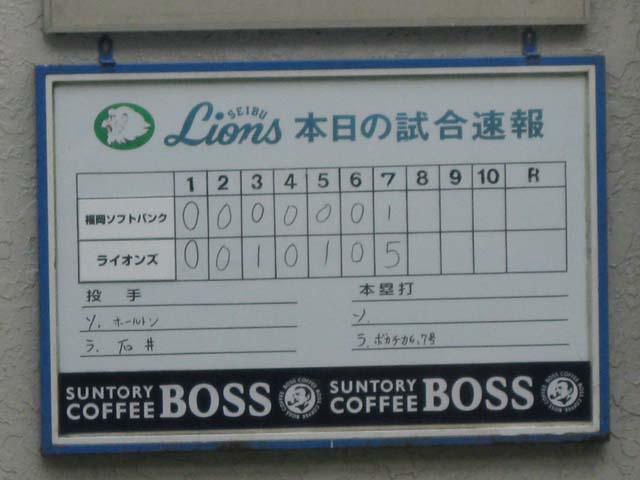 SEIBU
Lions 本日の試合速報
1 2 3 4 5 6 7 8 9 10 R
福岡ソフトバンク 0 0 0 0 0 0 1
ライオンズ 0 0 1 0 1 0 5
投手 本塁打
ソ. ホールトン ソ.
ラ. 石井 ラ. ボカチカ6、7号
SUNTORY COFFEE BOSS SUNTORY COFFEE BOSS